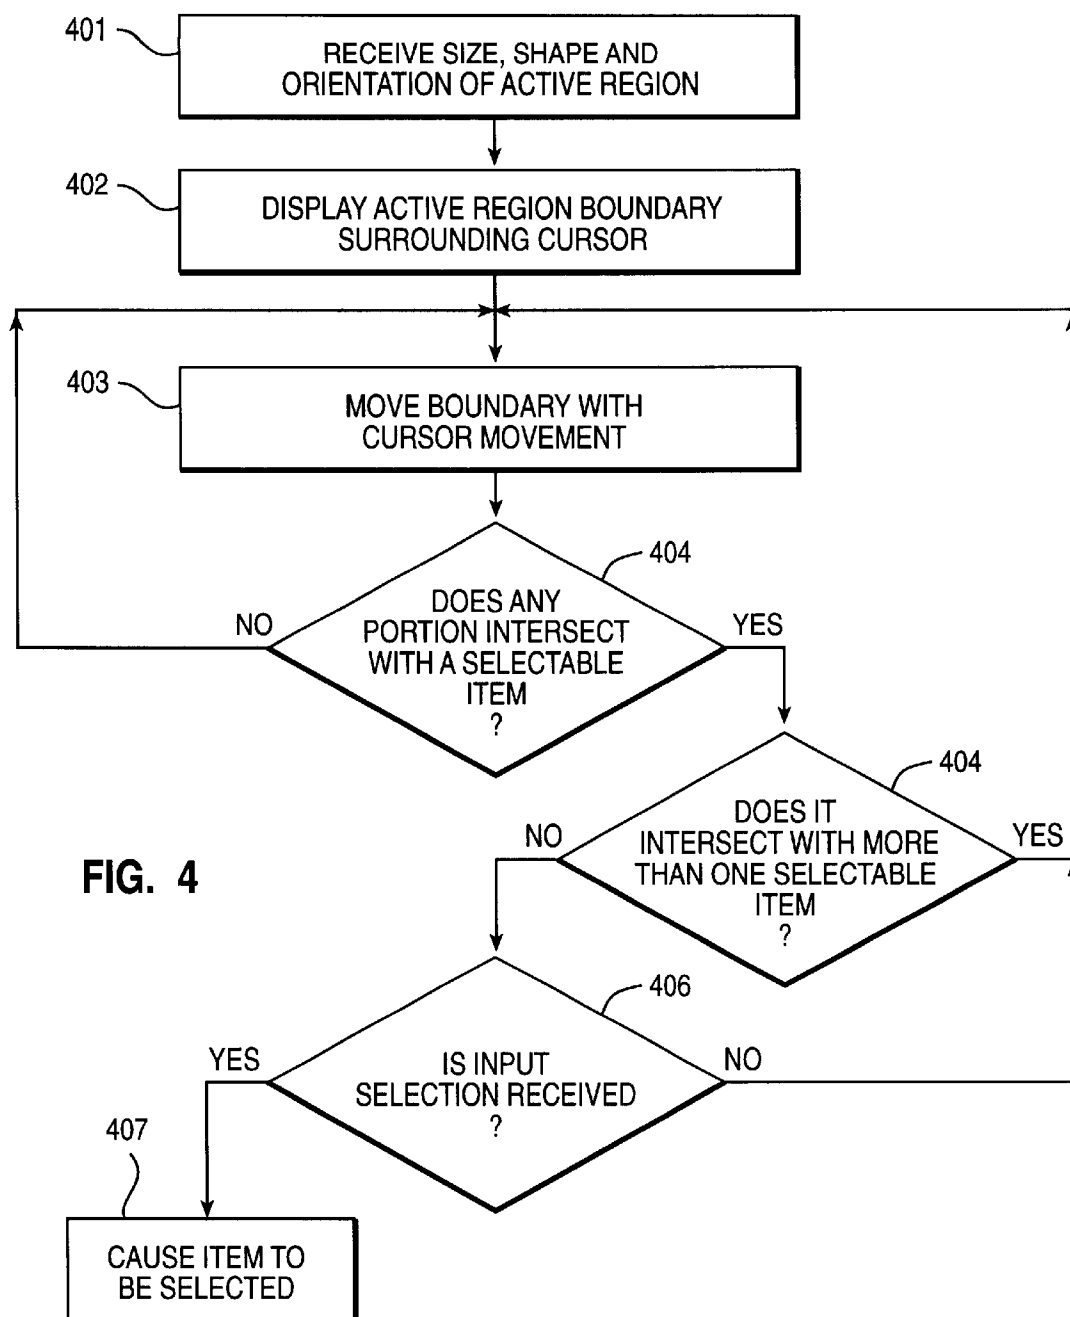 401
RECEIVE SIZE, SHAPE AND
ORIENTATION OF ACTIVE REGION
402
DISPLAY ACTIVE REGION BOUNDARY
SURROUNDING CURSOR
403
MOVE BOUNDARY WITH
CURSOR MOVEMENT
404
NO
DOES ANY
PORTION INTERSECT
WITH A SELECTABLE
ITEM
?
YES
404
NO
DOES IT
INTERSECT WITH MORE
THAN ONE SELECTABLE
ITEM
?
YES
FIG. 4
406
YES
IS INPUT
SELECTION RECEIVED
?
NO
407
CAUSE ITEM TO
BE SELECTED